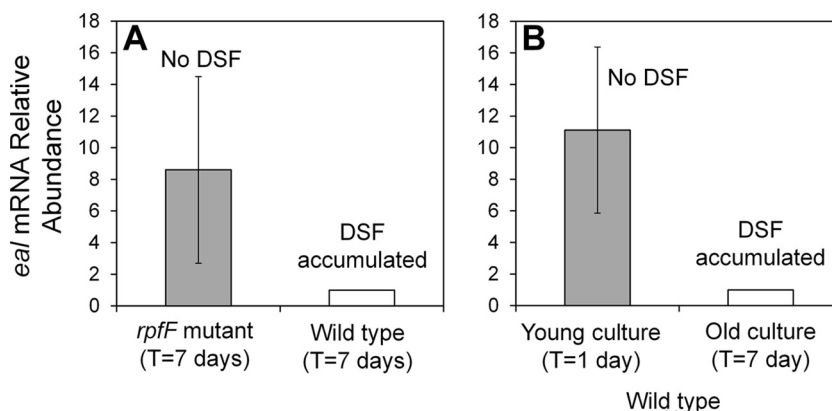 eal mRNA Relative
Abundance
A
18
16
14
12
10
8
6
4
2
0
No DSF
DSF
accumulated
rpfF mutant
(T=7 days)
Wild type
(T=7 days)
B
18
16
14
12
10
8
6
4
2
0
No DSF
DSF
accumulated
Young culture
(T=1 day)
Old culture
(T=7 day)
Wild type